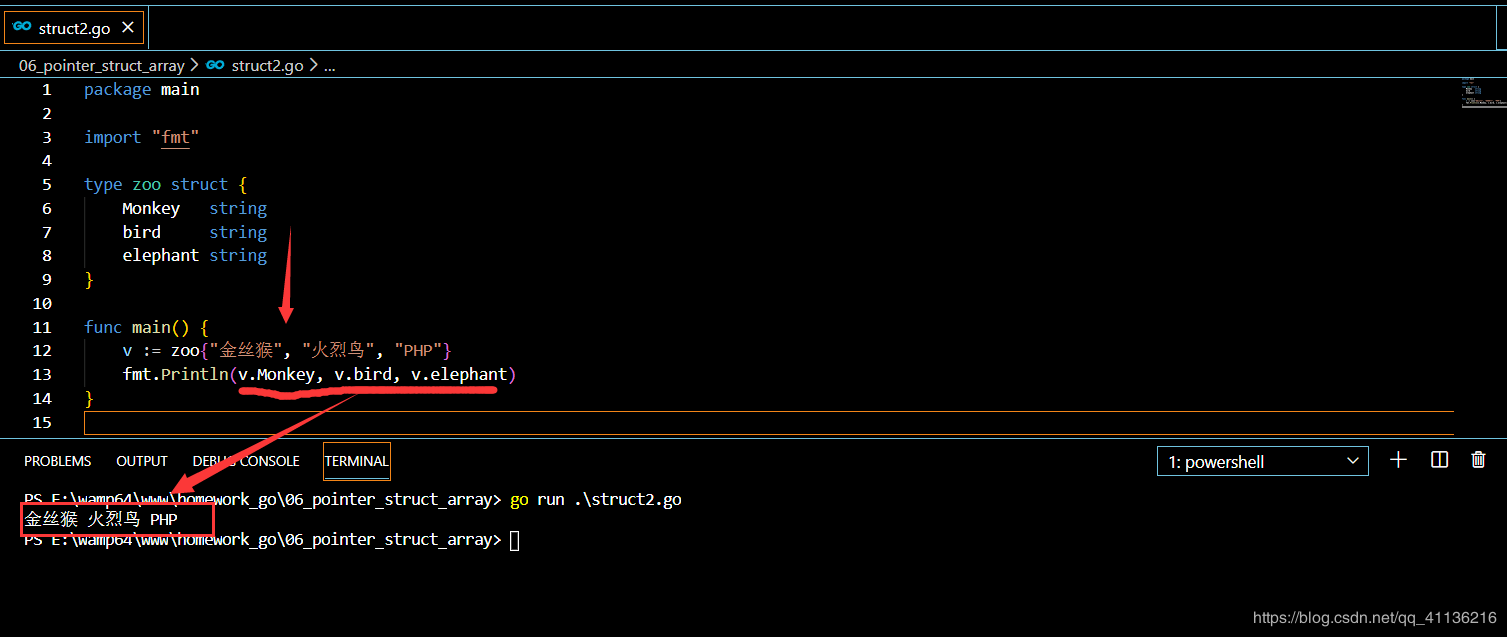 GO struct2.go ×
06_pointer_struct_array > GO struct2.go > ...
1 package main
2
3 import "fmt"
4
5 type zoo struct {
6 Monkey string
7 bird string
8 elephant string
9 }
10
11 func main() {
12 v := zoo{"金丝猴", "火烈鸟", "PHP"}
13 fmt.Println(v.Monkey, v.bird, v.elephant)
14 }
15
PROBLEMS OUTPUT DEBUG CONSOLE TERMINAL 1: powershell
PS E:\wamp64\www\homework_go\06_pointer_struct_array> go run .\struct2.go
金丝猴 火烈鸟 PHP
PS E:\wamp64\www\homework_go\06_pointer_struct_array>
https://blog.csdn.net/qq_41136216